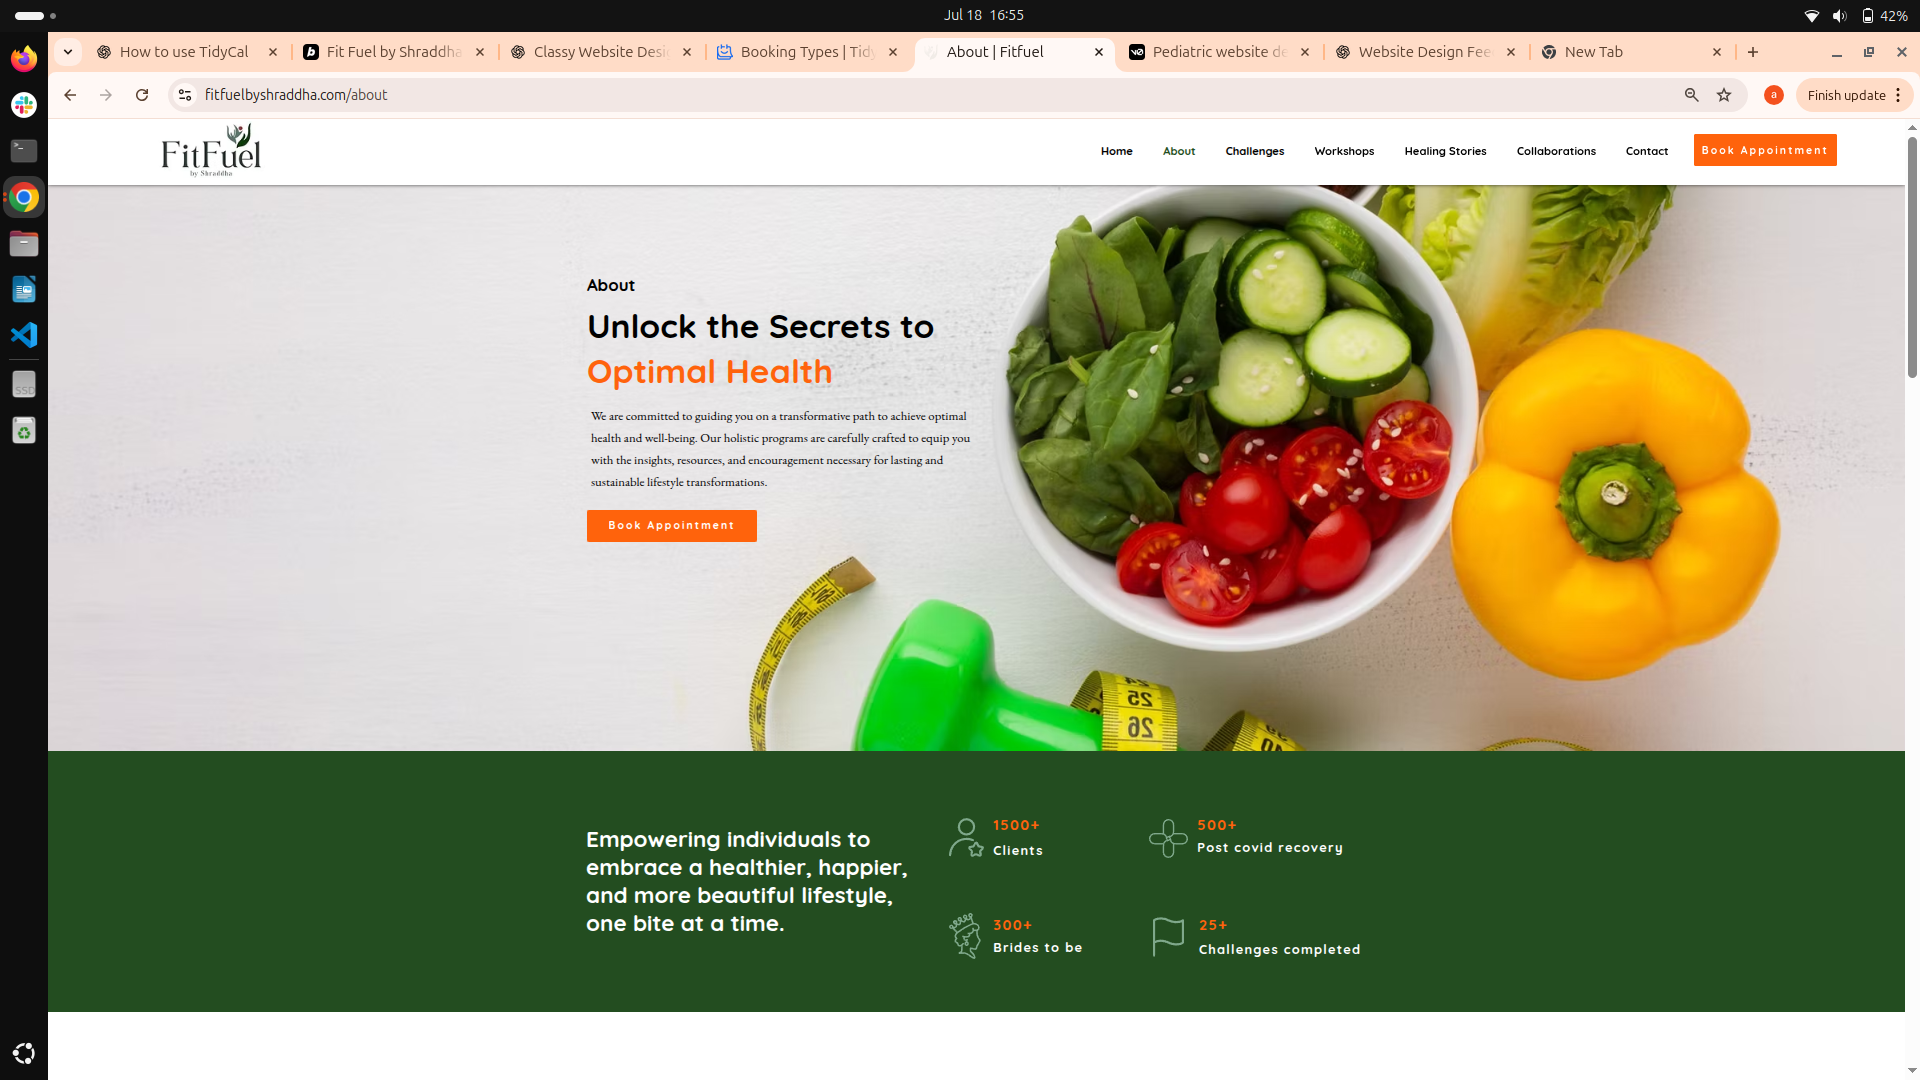 Jul 18 16:55
42%
How to use TidyCal
Fit Fuel by Shraddha
Classy Website Desi
Booking Types | Tidy
About | Fitfuel
Pediatric website de
Website Design Fee
New Tab
fitfuelbyshraddha.com/about
a
Finish update
FitFuel
by Shraddha
Home
About
Challenges
Workshops
Healing Stories
Collaborations
Contact
Book Appointment
About
Unlock the Secrets to
Optimal Health
We are committed to guiding you on a transformative path to achieve optimal
health and well-being. Our holistic programs are carefully crafted to equip you
with the insights, resources, and encouragement necessary for lasting and
sustainable lifestyle transformations.
Book Appointment
25
26
Empowering individuals to
embrace a healthier, happier,
and more beautiful lifestyle,
one bite at a time.
1500+
Clients
500+
Post covid recovery
300+
Brides to be
25+
Challenges completed
SSD